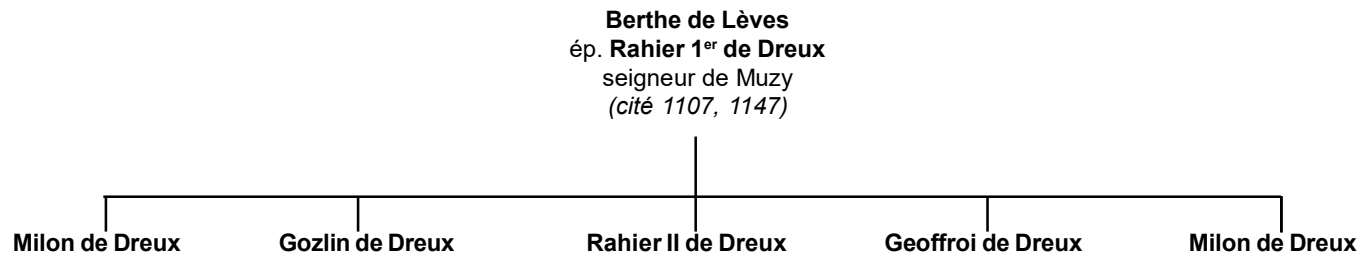 Berthe de Lèves
ép. Rahier 1er de Dreux
seigneur de Muzy
(cité 1107, 1147)
Milon de Dreux Gozlin de Dreux Rahier II de Dreux Geoffroi de Dreux Milon de Dreux